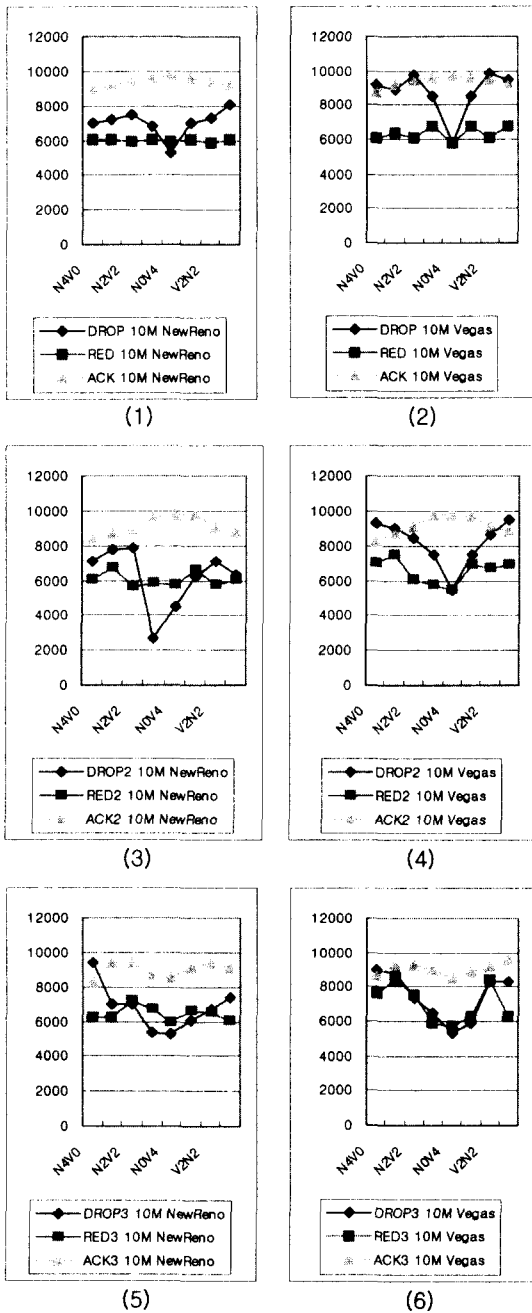 12000
10000
8000
6000
4000
2000
0
N4V0
N2V2
N0V4
V2N2
DROP 10M NewReno
RED 10M NewReno
ACK 10M NewReno
(1)
12000
10000
8000
6000
4000
2000
0
N4V0
N2V2
N0V4
V2N2
DROP 10M Vegas
RED 10M Vegas
ACK 10M Vegas
(2)
12000
10000
8000
6000
4000
2000
0
N4V0
N2V2
N0V4
V2N2
DROP2 10M NewReno
RED2 10M NewReno
ACK2 10M NewReno
(3)
12000
10000
8000
6000
4000
2000
0
N4V0
N2V2
N0V4
V2N2
DROP2 10M Vegas
RED2 10M Vegas
ACK2 10M Vegas
(4)
12000
10000
8000
6000
4000
2000
0
N4V0
N2V2
N0V4
V2N2
DROP3 10M NewReno
RED3 10M NewReno
ACK3 10M NewReno
(5)
12000
10000
8000
6000
4000
2000
0
N4V0
N2V2
N0V4
V2N2
DROP3 10M Vegas
RED3 10M Vegas
ACK3 10M Vegas
(6)